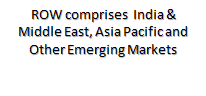 ROW comprises India &
Middle East, Asia Pacific and
Other Emerging Markets